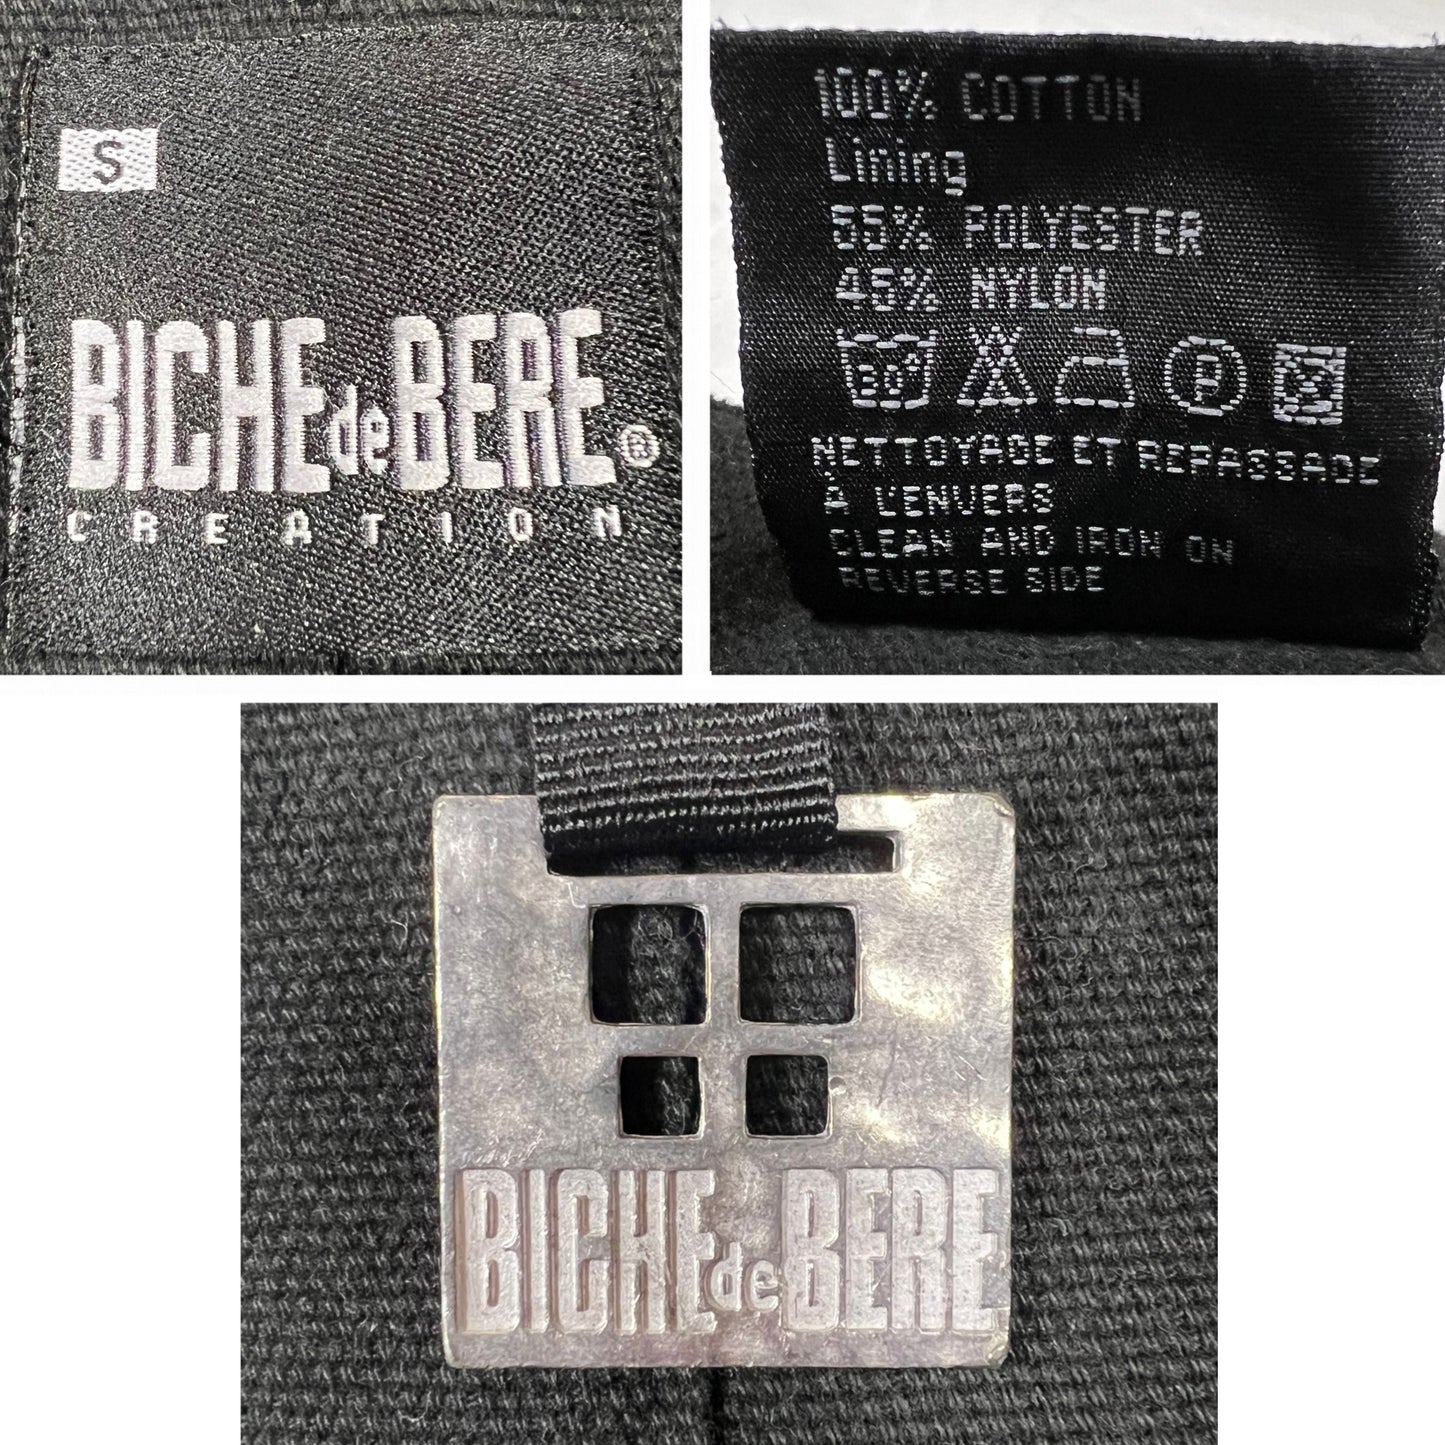 S
BICHE de BERE ®
CREATION
100% COTTON
Lining
55% POLYESTER
45% NYLON
30° P
NETTOYAGE ET REPASSAGE
À L'ENVERS
CLEAN AND IRON ON
REVERSE SIDE
BICHE de BERE